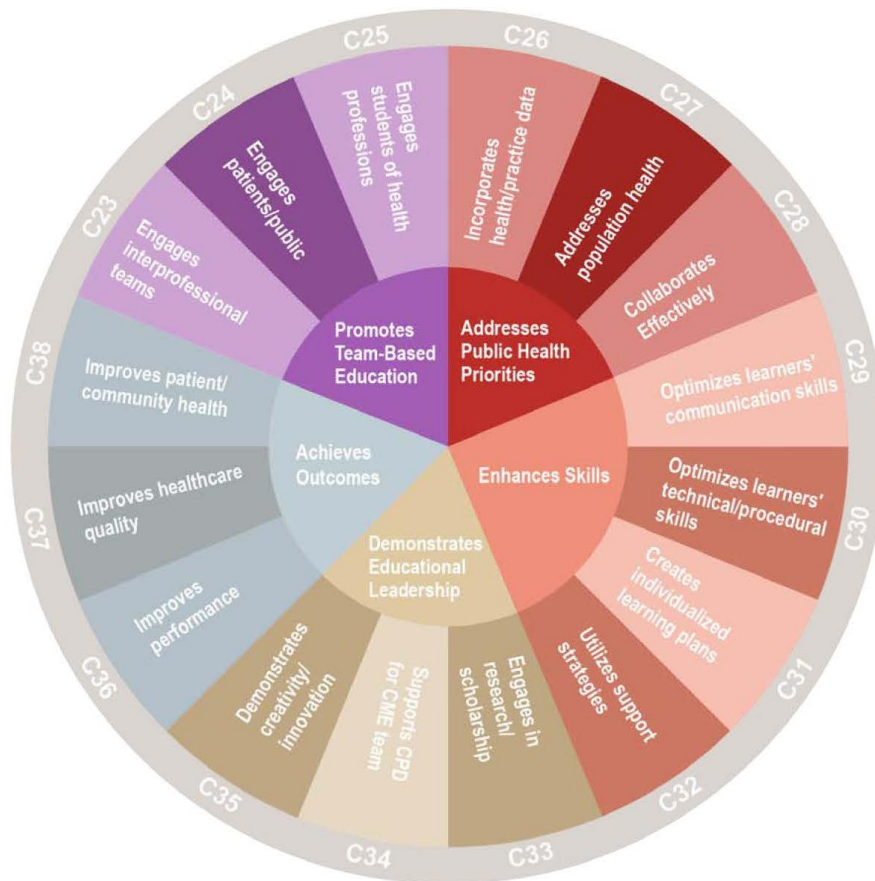 C23
Engages
interprofessional
teams
C24
Engages
patients/public
C25
Engages
students of health
professions
Promotes
Team-Based
Education
C26
Incorporates
health/practice data
C27
Addresses
population health
C28
Collaborates
Effectively
Addresses
Public Health
Priorities
C29
Optimizes learners'
communication skills
C30
Optimizes learners'
technical/procedural
skills
C31
Creates
individualized
learning plans
C32
Utilizes support
strategies
Enhances Skills
C33
Engages in
research/
scholarship
C34
Supports CPD
for CME team
C35
Demonstrates
creativity/
innovation
Demonstrates
Educational
Leadership
C36
Improves
performance
C37
Improves healthcare
quality
C38
Improves patient/
community health
Achieves
Outcomes